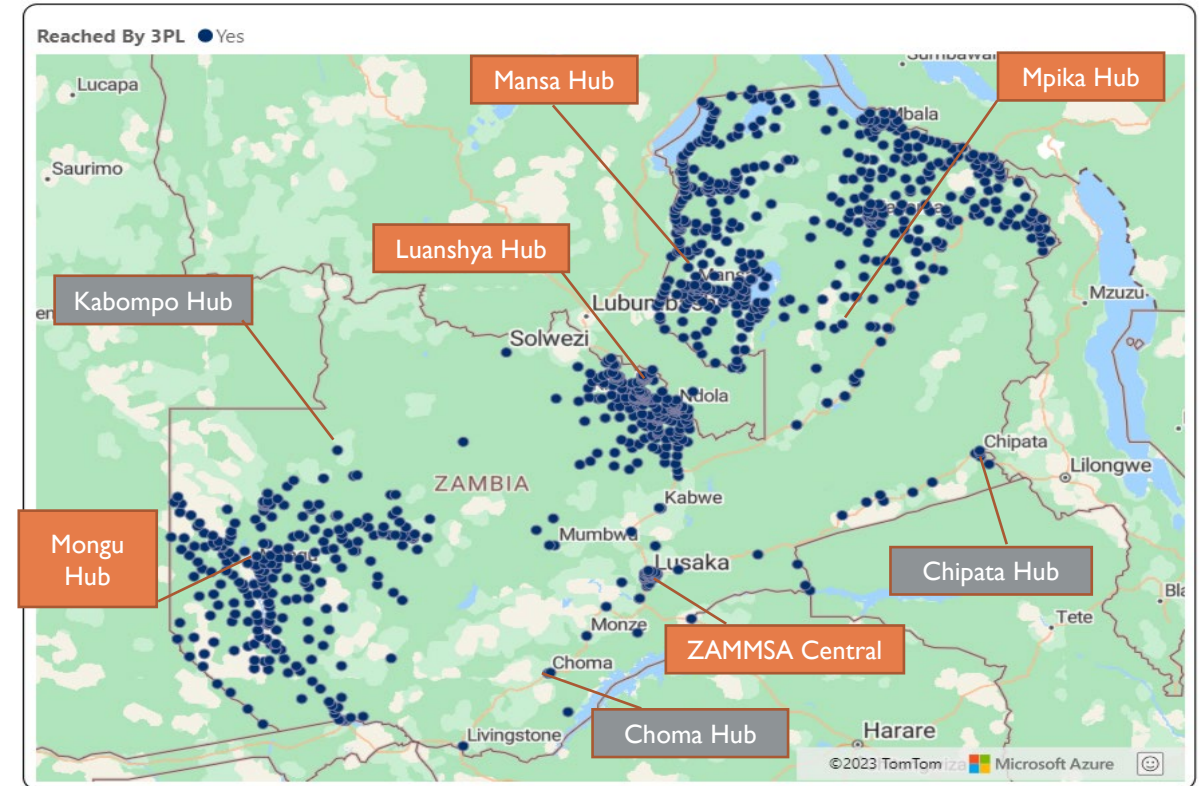 Reached By 3PL Yes
Lucapa
Mansa Hub
Mpika Hub
Mbala
Saurimo
Luanshya Hub
Kabompo Hub
Mzuzu
Solwezi
Ndola
Chipata
ZAMBIA
Lilongwe
Kabwe
Mongu
Hub
Mumbwa
Lusaka
Chipata Hub
Monze
Tete
ZAMMSA Central
Choma
Livingstone
Choma Hub
Harare
©2023 TomTom
Microsoft Azure